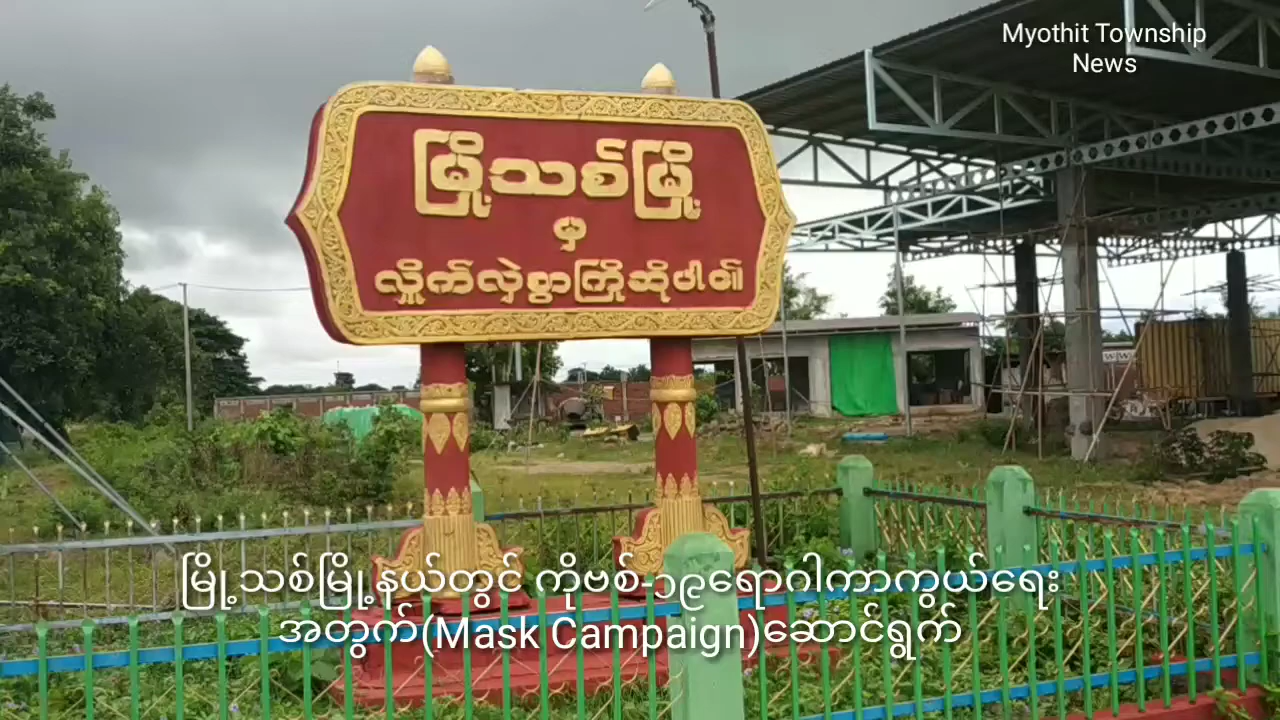 Myothit Township
News
မြို့သစ်မြို့
မှ
လှိုက်လှဲစွာကြိုဆိုပါ၏
မြို့သစ်မြို့နယ်တွင် ကိုဗစ်-၁၉ရောဂါကာကွယ်ရေး
အတွက်(Mask Campaign)ဆောင်ရွက်